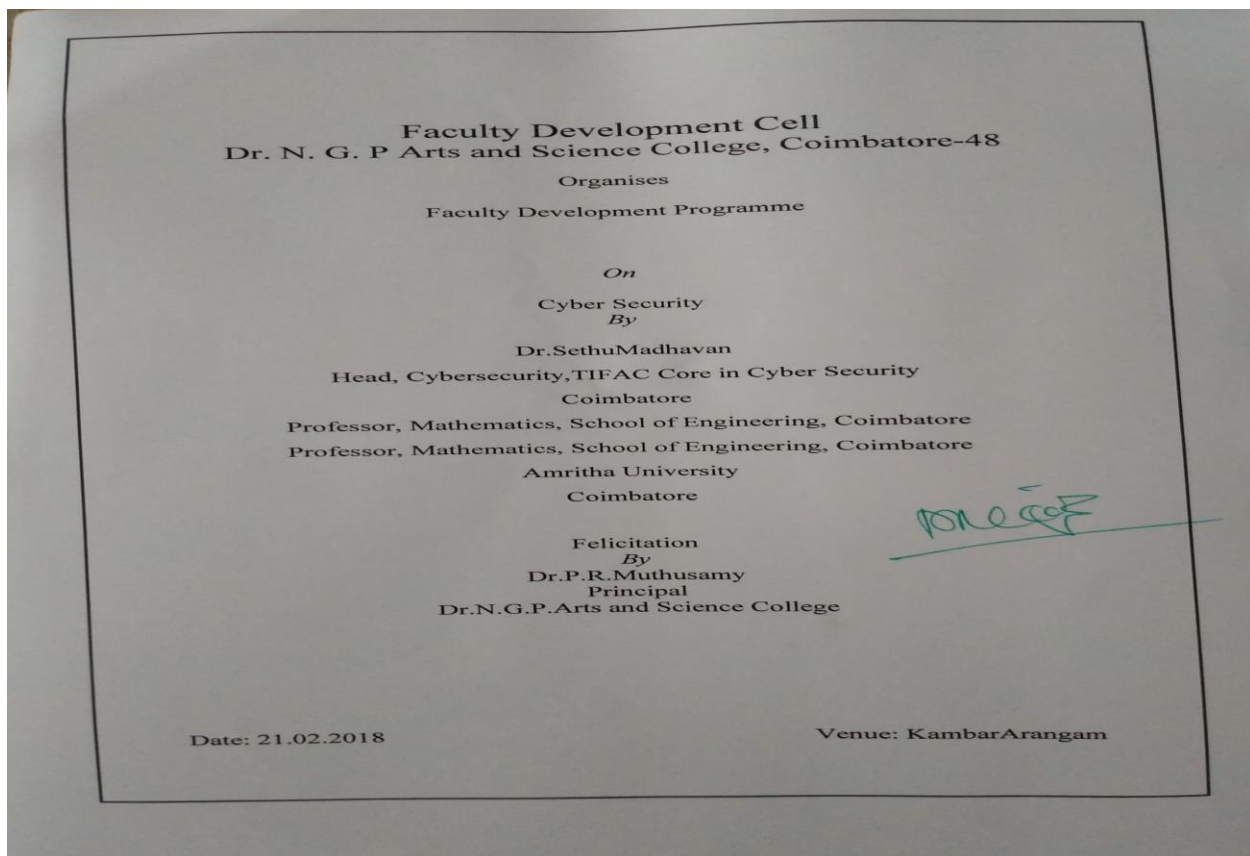 Faculty Development Cell
Dr. N. G. P Arts and Science College, Coimbatore-48
Organises
Faculty Development Programme
On
Cyber Security
By
Dr.SethuMadhavan
Head, Cybersecurity,TIFAC Core in Cyber Security
Coimbatore
Professor, Mathematics, School of Engineering, Coimbatore
Professor, Mathematics, School of Engineering, Coimbatore
Amritha University
Coimbatore
Felicitation
By
Dr.P.R.Muthusamy
Principal
Dr.N.G.P.Arts and Science College
Date: 21.02.2018
Venue: KambarArangam